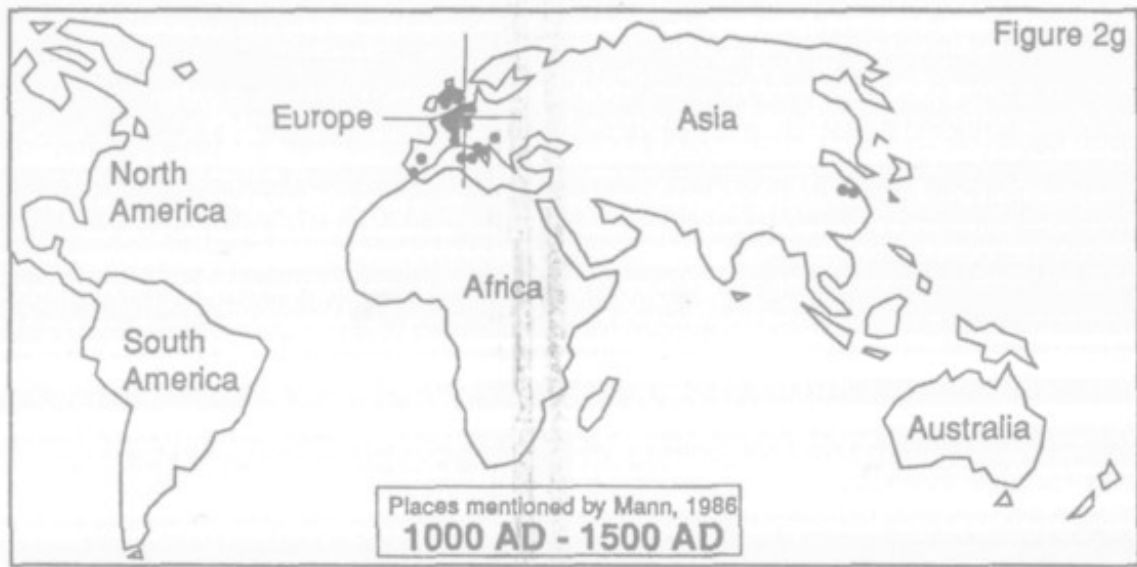 Figure 2g
Europe
Asia
North
America
Africa
South
America
Australia
Places mentioned by Mann, 1986
1000 AD - 1500 AD